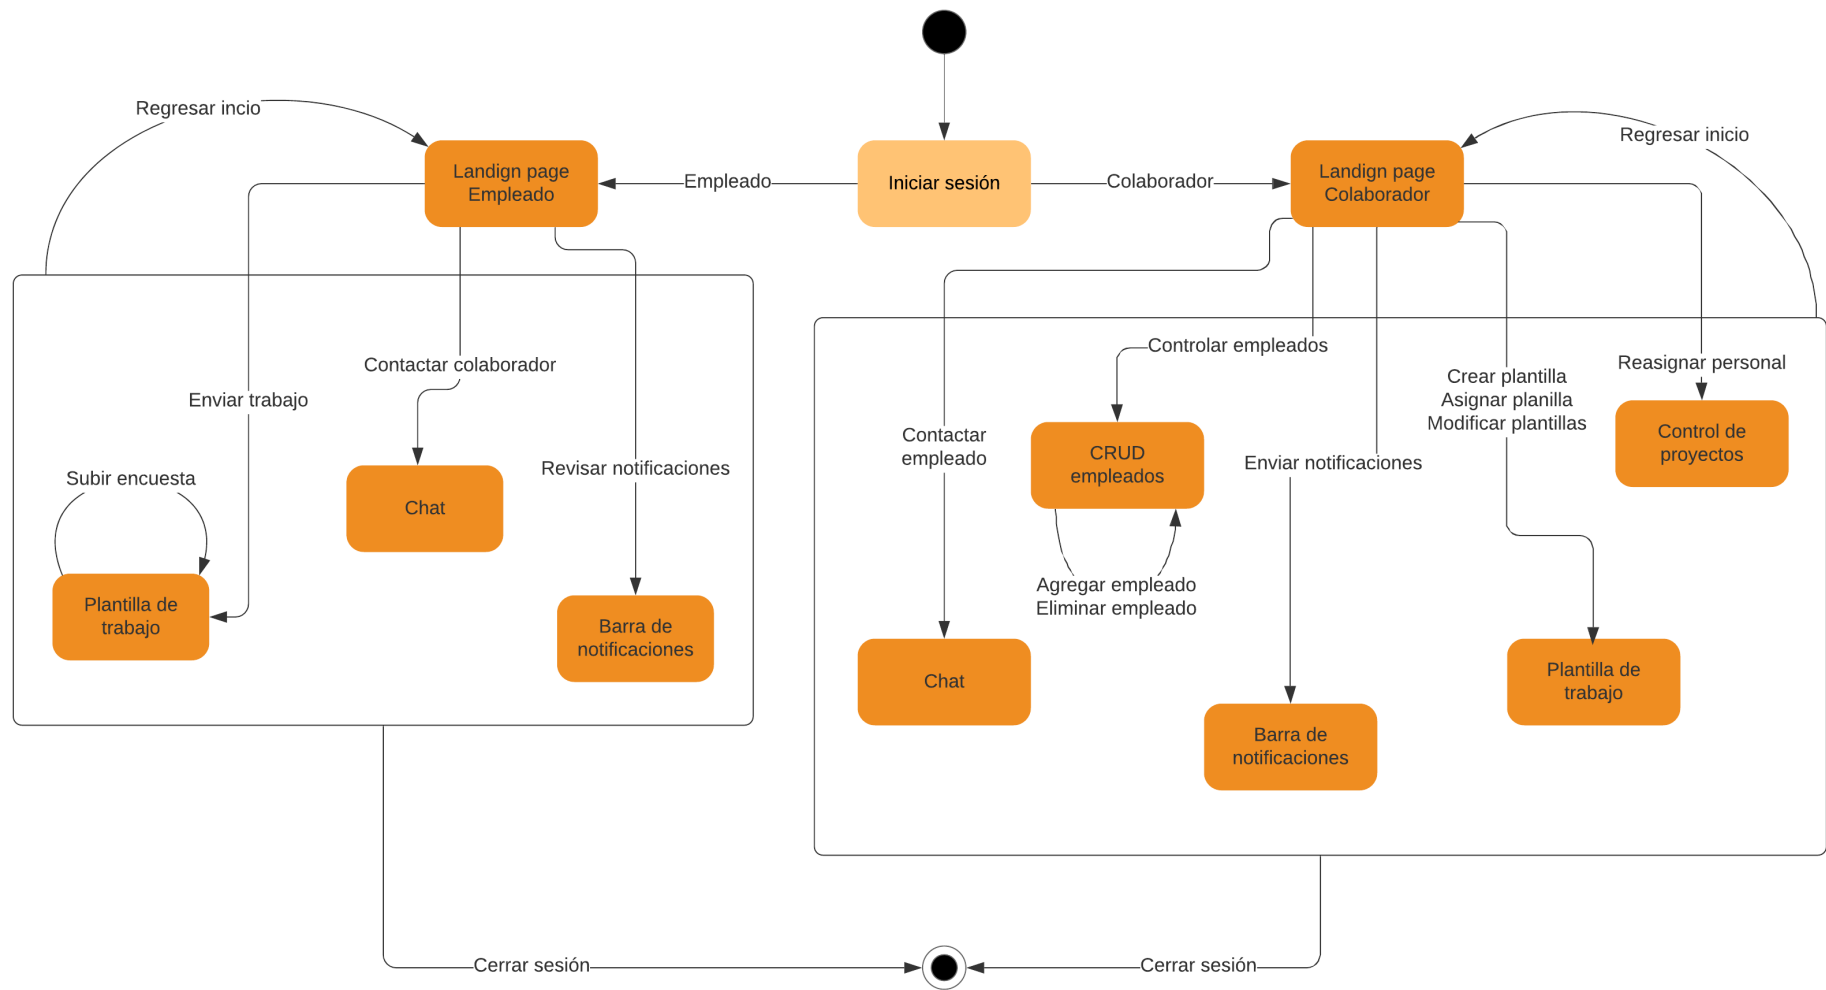 Regresar incio
Regresar inicio
Landign page
Empleado
Empleado
Iniciar sesión
Colaborador
Landign page
Colaborador
Contactar colaborador
Enviar trabajo
Revisar notificaciones
Subir encuesta
Chat
Plantilla de
trabajo
Barra de
notificaciones
Controlar empleados
Reasignar personal
Crear plantilla
Asignar planilla
Modificar plantillas
Contactar
empleado
CRUD
empleados
Enviar notificaciones
Control de
proyectos
Agregar empleado
Eliminar empleado
Chat
Barra de
notificaciones
Plantilla de
trabajo
Cerrar sesión
Cerrar sesión